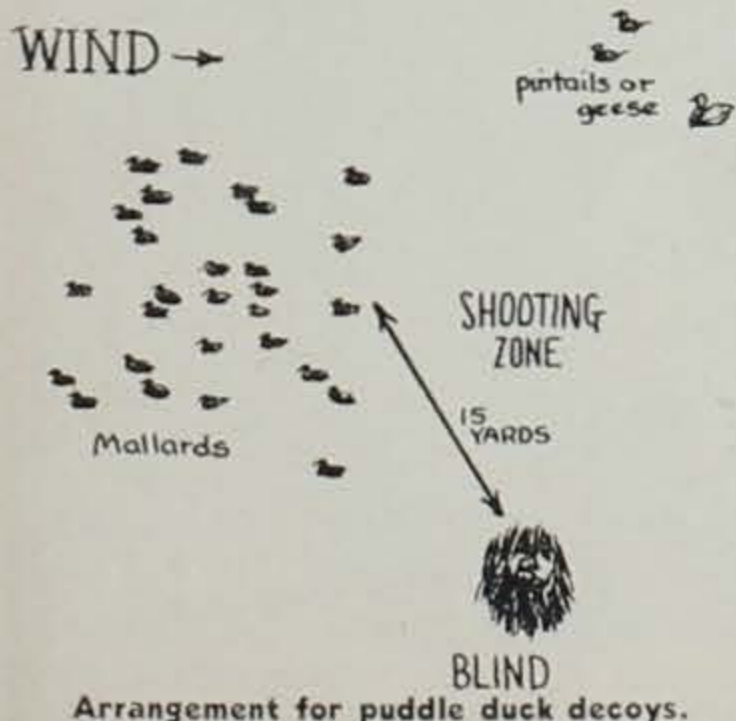 WIND
pintails or
geese
SHOOTING
ZONE
15
YARDS
Mallards
BLIND
Arrangement for puddle duck decoys.